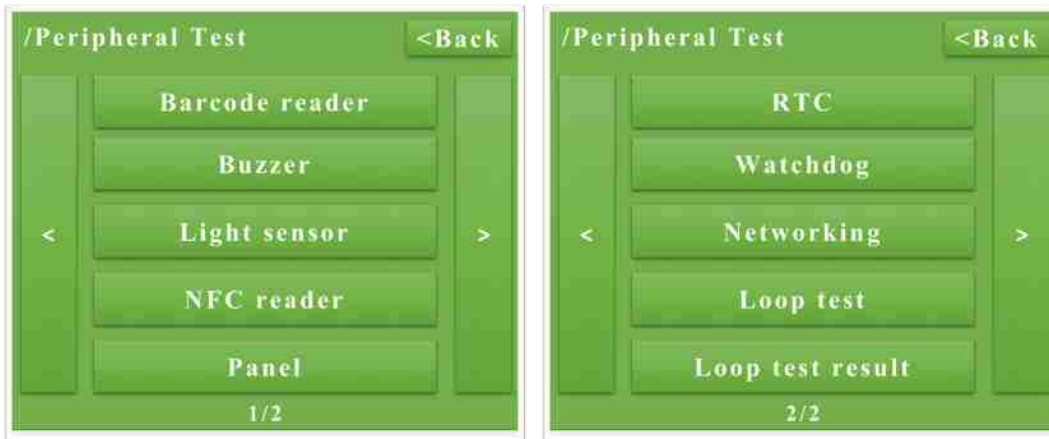 /Peripheral Test <Back
Barcode reader
Buzzer
< Light sensor >
NFC reader
Panel
1/2
/Peripheral Test <Back
RTC
Watchdog
< Networking >
Loop test
Loop test result
2/2